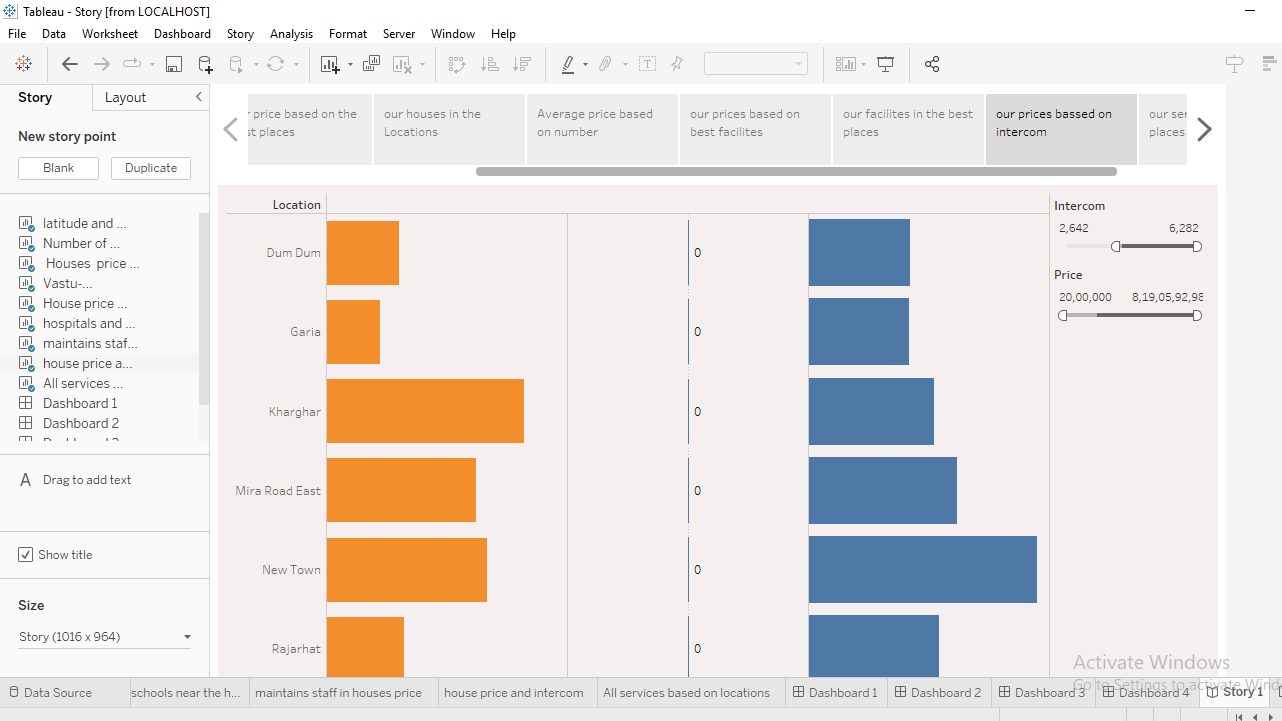 Tableau - Story [from LOCALHOST]
File Data Worksheet Dashboard Story Analysis Format Server Window Help
Story Layout
New story point
Blank Duplicate
latitude and ...
Number of ...
Houses price ...
Vastu-...
House price ...
hospitals and ...
maintains staf...
house price a...
All services ...
Dashboard 1
Dashboard 2
A Drag to add text
Show title
Size
Story (1016 x 964)
price based on the
st places
our houses in the
Locations
Average price based
on number
our prices based on
best facilites
our facilites in the best
places
our prices bassed on
intercom
our ser
places
Location
Dum Dum 0
Garia 0
Kharghar 0
Mira Road East 0
New Town 0
Rajarhat 0
Intercom
2,642 6,282
Price
20,00,000 8,19,05,92,98
Activate Windows
Go to Settings to activate Wind
Data Source schools near the h... maintains staff in houses price house price and intercom All services based on locations Dashboard 1 Dashboard 2 Dashboard 3 Dashboard 4 Story 1